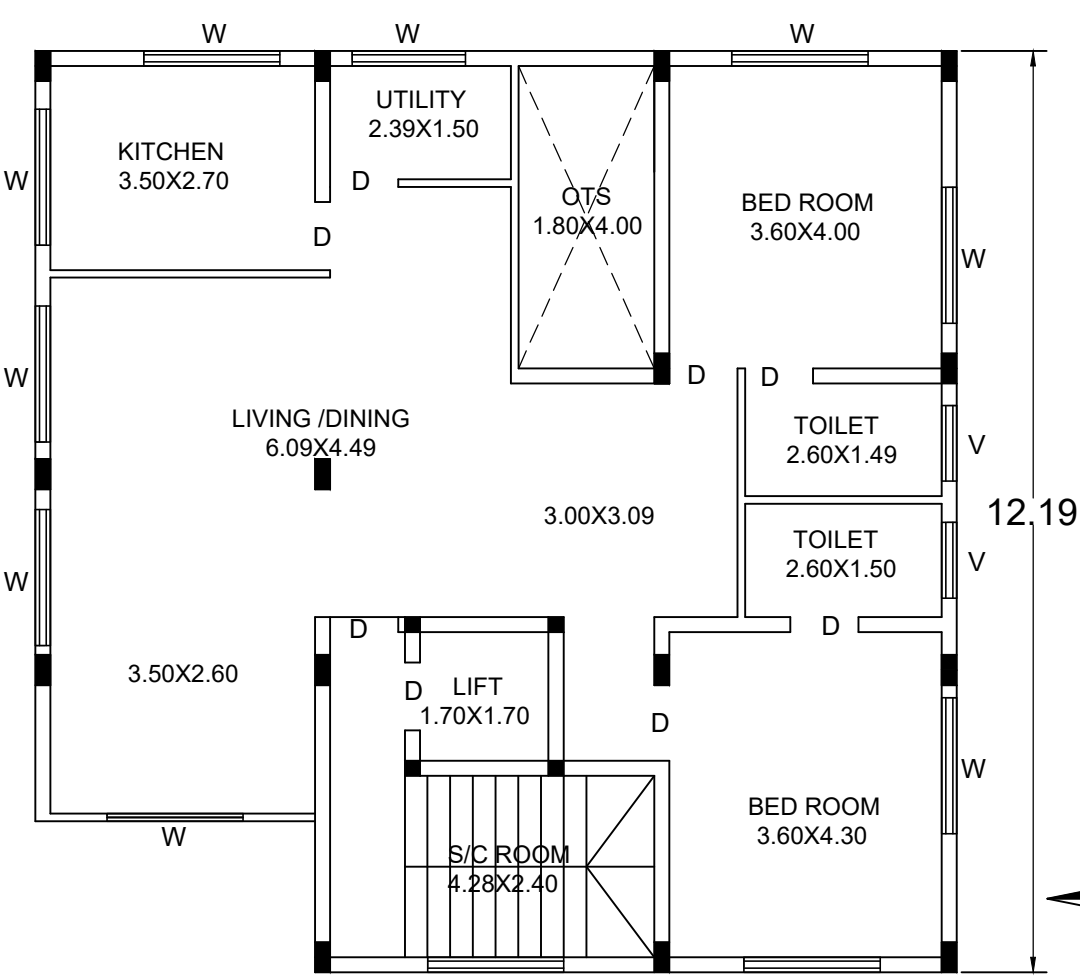 W
W
W
UTILITY
2.39X1.50
KITCHEN
3.50X2.70
W
D
OTS
1.80X4.00
BED ROOM
3.60X4.00
D
W
W
D
D
LIVING /DINING
6.09X4.49
TOILET
2.60X1.49
V
12.19
3.00X3.09
TOILET
2.60X1.50
V
W
D
D
3.50X2.60
LIFT
1.70X1.70
D
D
W
BED ROOM
3.60X4.30
W
S/C ROOM
4.28X2.40